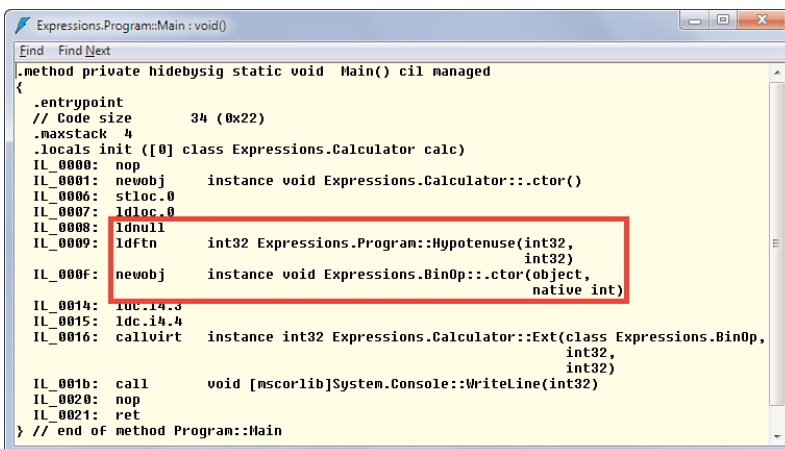 Expressions.Program::Main : void()
Find Find Next
.method private hidebysig static void  Main() cil managed
{
  .entrypoint
  // Code size       34 (0x22)
  .maxstack  4
  .locals init ([0] class Expressions.Calculator calc)
  IL_0000:  nop
  IL_0001:  newobj     instance void Expressions.Calculator::.ctor()
  IL_0006:  stloc.0
  IL_0007:  ldloc.0
  IL_0008:  ldnull
  IL_0009:  ldftn      int32 Expressions.Program::Hypotenuse(int32,
                                                             int32)
  IL_000f:  newobj     instance void Expressions.BinOp::.ctor(object,
                                                              native int)
  IL_0014:  ldc.i4.3
  IL_0015:  ldc.i4.4
  IL_0016:  callvirt   instance int32 Expressions.Calculator::Ext(class Expressions.BinOp,
                                                                  int32,
                                                                  int32)
  IL_001b:  call       void [mscorlib]System.Console::WriteLine(int32)
  IL_0020:  nop
  IL_0021:  ret
} // end of method Program::Main